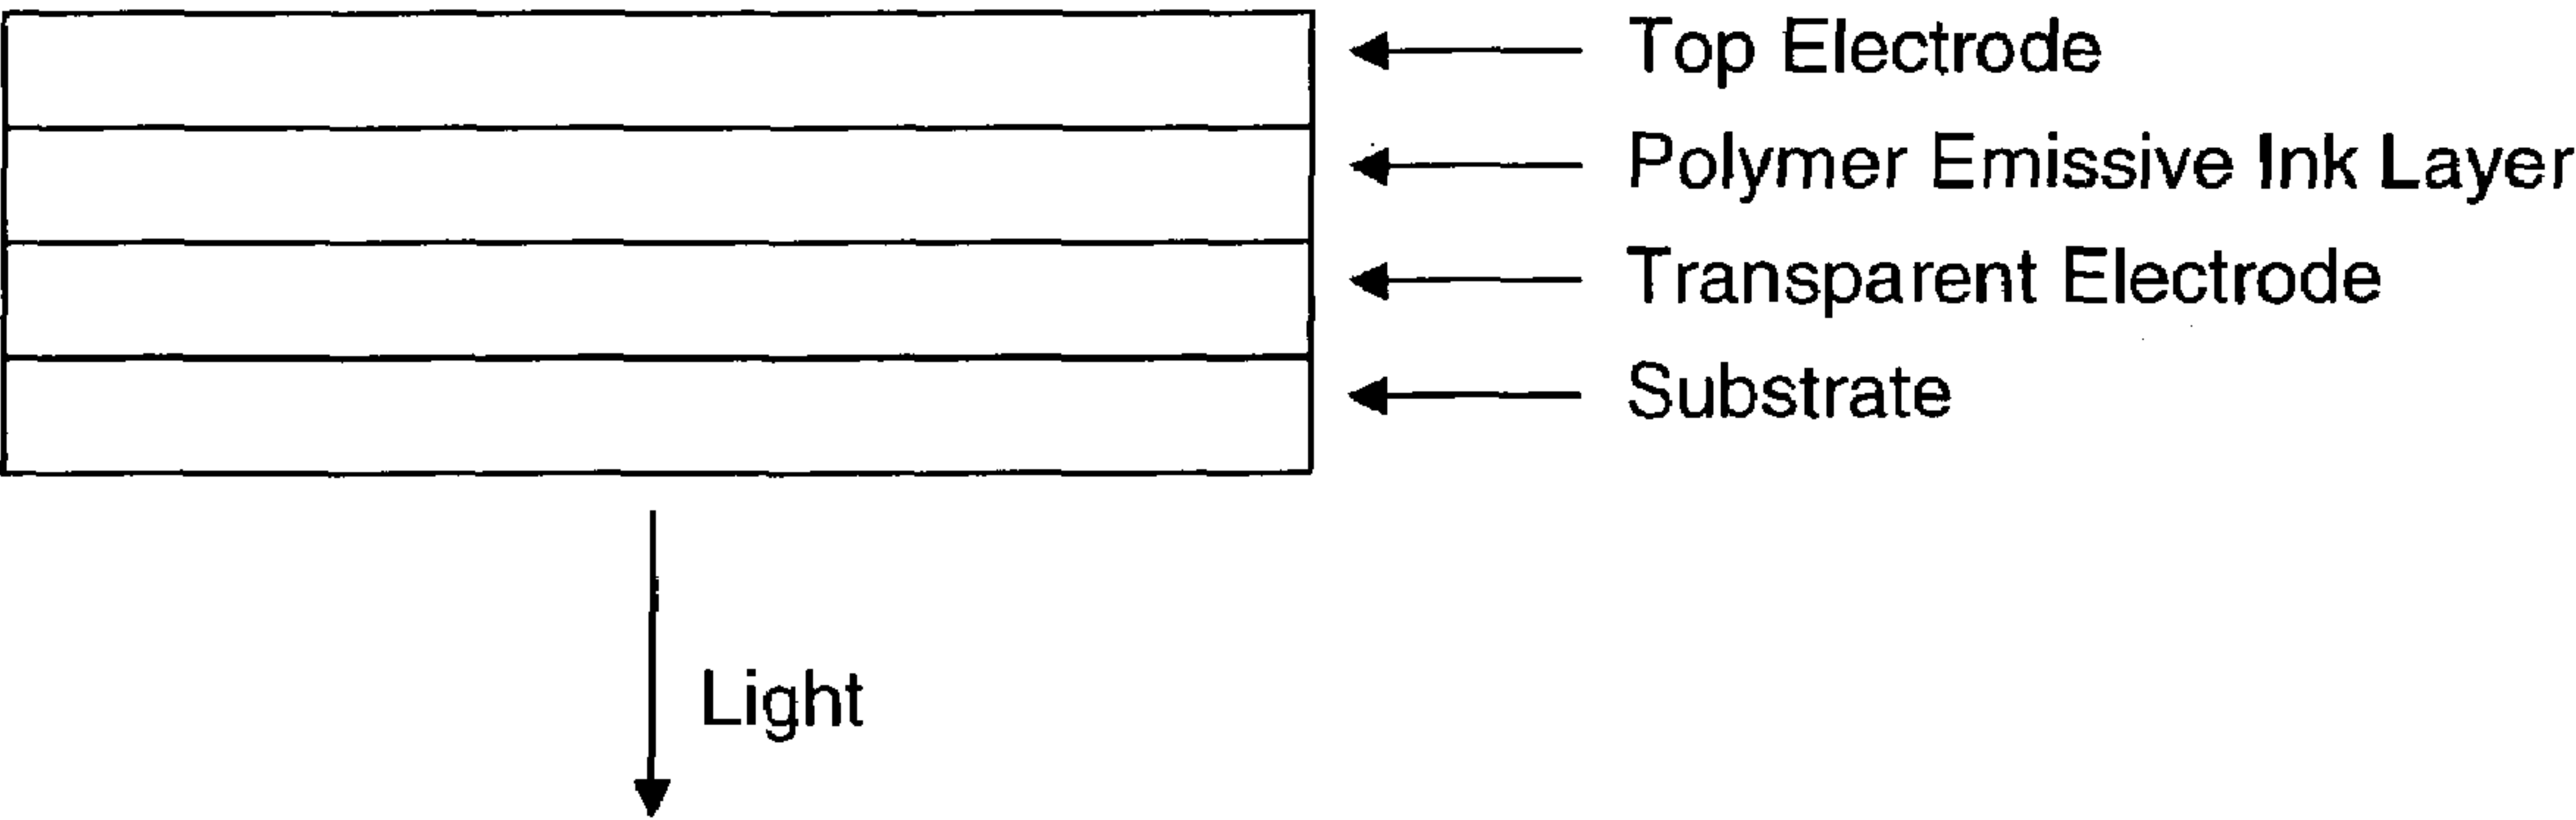 Top Electrode
Polymer Emissive Ink Layer
Transparent Electrode
Substrate
Light